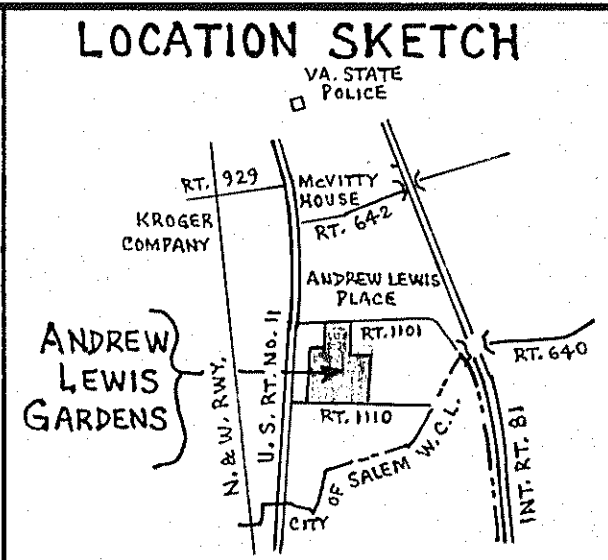 LOCATION SKETCH
VA. STATE
POLICE
RT. 929
McVITTY
HOUSE
RT. 642
KROGER
COMPANY
ANDREW LEWIS
PLACE
RT. 1101
RT. 640
ANDREW
LEWIS
GARDENS
N. & W. RWY.
U. S. RT. No. 11
RT. 1110
INT. RT. 81
CITY OF SALEM W.C.L.